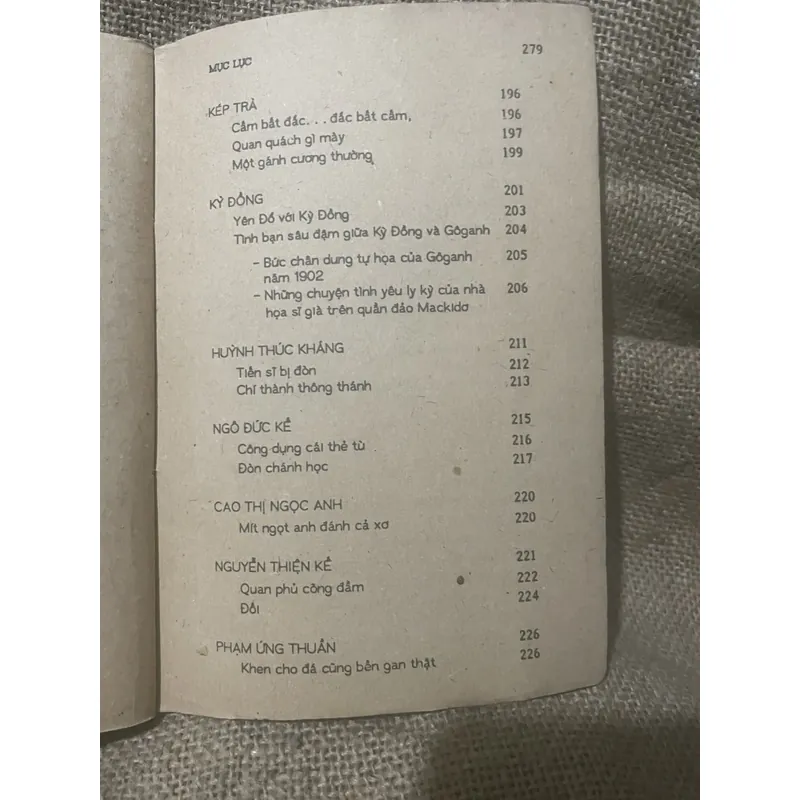 MỤC LỤC 279
KÉP TRÀ 196
Cầm bất đắc. . . đắc bất cầm, 196
Quan quách gì mày 197
Một gánh cương thường 199
KỲ ĐỒNG 201
Yên Đổ với Kỳ Đồng 203
Tình bạn sâu đậm giữa Kỳ Đồng và Gôganh 204
– Bức chân dung tự họa của Gôganh 205
năm 1902
– Những chuyện tình yêu ly kỳ của nhà 206
họa sĩ già trên quần đảo Mackidơ
HUỲNH THÚC KHÁNG 211
Tiến sĩ bị đòn 212
Chí thành thông thánh 213
NGÔ ĐỨC KẾ 215
Công dụng cái thẻ tù 216
Đòn chánh học 217
CAO THỊ NGỌC ANH 220
Mít ngọt anh đánh cả xơ 220
NGUYỄN THIỆN KẾ 221
Quan phủ cõng đầm 222
Đồi 224
PHẠM ỨNG THUẦN 226
Khen cho đá cũng bền gan thật 226